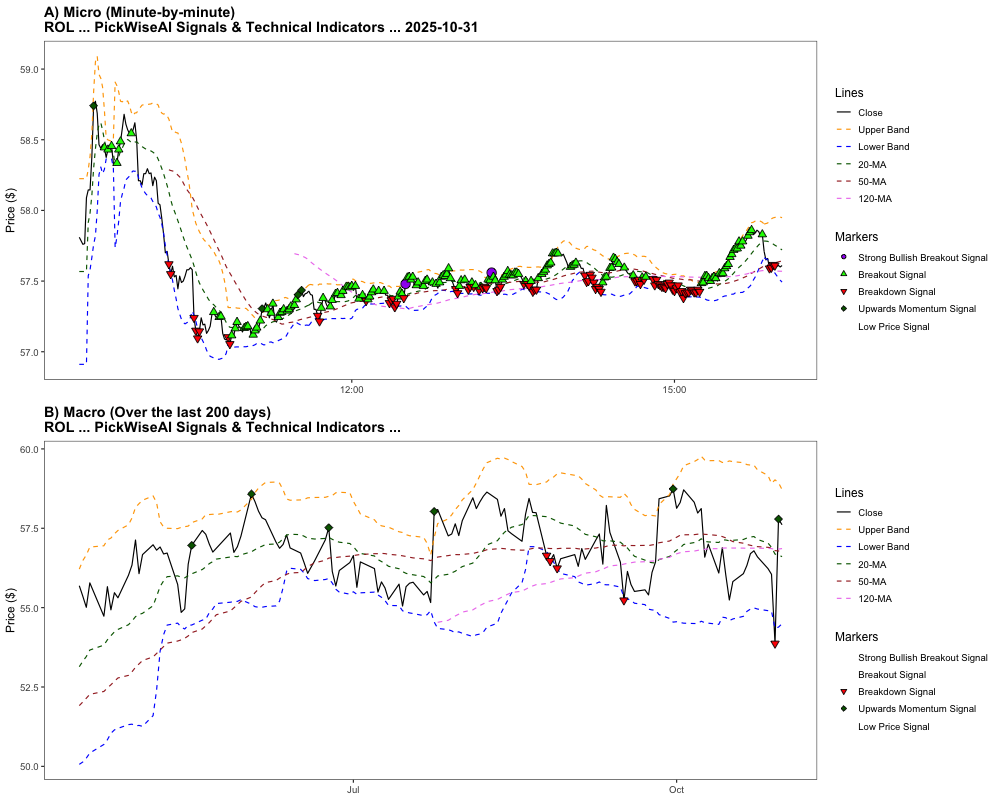 A) Micro (Minute-by-minute)
ROL ... PickWiseAI Signals & Technical Indicators ... 2025-10-31
Price ($)
59.0
58.5
58.0
57.5
57.0
12:00
15:00
Lines
Close
Upper Band
Lower Band
20-MA
50-MA
120-MA
Markers
Strong Bullish Breakout Signal
Breakout Signal
Breakdown Signal
Upwards Momentum Signal
Low Price Signal
B) Macro (Over the last 200 days)
ROL ... PickWiseAI Signals & Technical Indicators ...
Price ($)
60.0
57.5
55.0
52.5
50.0
Jul
Oct
Lines
Close
Upper Band
Lower Band
20-MA
50-MA
120-MA
Markers
Strong Bullish Breakout Signal
Breakout Signal
Breakdown Signal
Upwards Momentum Signal
Low Price Signal